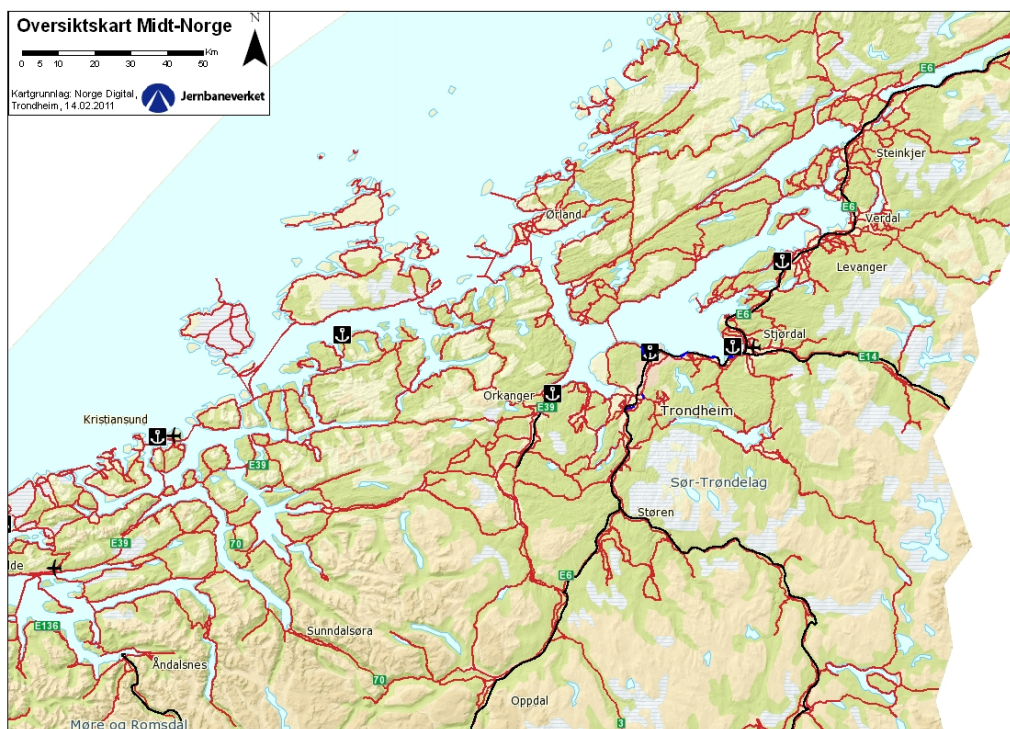 Oversiktskart Midt-Norge
N
Km
0 5 10 20 30 40 50
Kartgrunnlag: Norge Digital,
Trondheim, 14.02.2011
Jernbaneverket
E6
Steinkjer
E6
Verdal
Ørland
Levanger
E6
Stjørdal
E14
Orkanger
E39
Trondheim
Kristiansund
E39
Sør-Trøndelag
Støren
E39
70
lde
E6
E136
Sunndalsøra
Åndalsnes
70
Oppdal
3
Møre og Romsdal